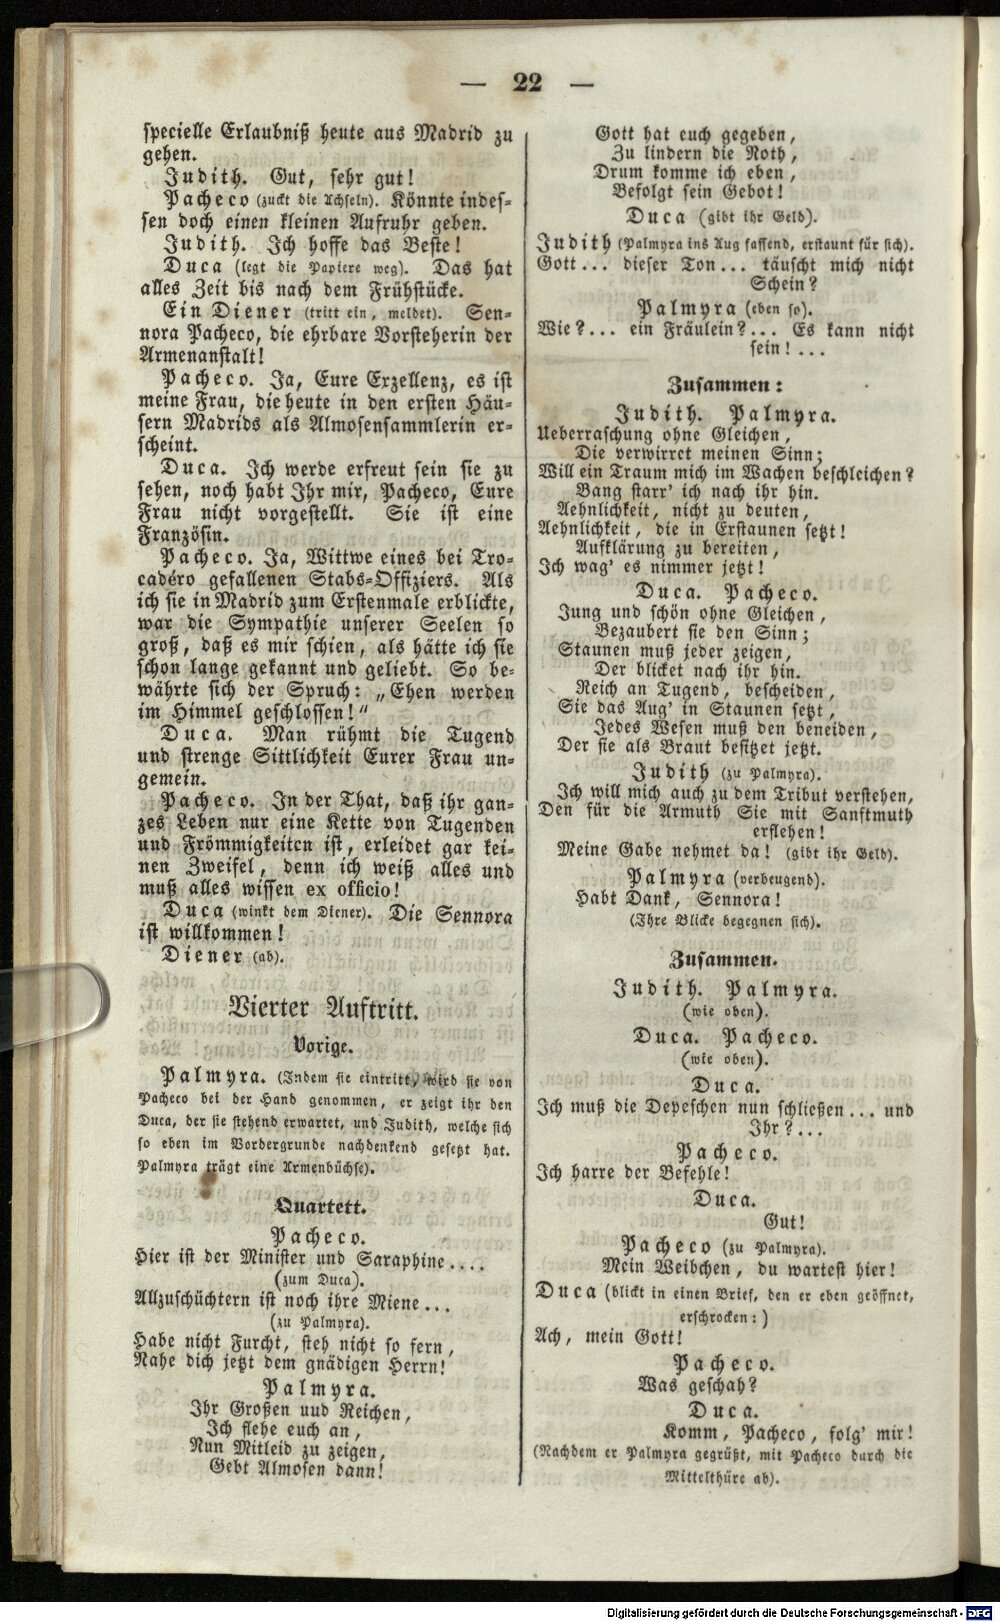 — 22 —
specielle Erlaubniß heute aus Madrid zu
gehen.
Judith. Gut, sehr gut!
Pacheco (zuckt die Achseln). Könnte indes-
sen doch einen kleinen Aufruhr geben.
Judith. Ich hoffe das Beste!
Duca (legt die Papiere weg). Das hat
alles Zeit bis nach dem Frühstücke.
Ein Diener (tritt ein, meldet). Sen-
nora Pacheco, die ehrbare Vorsteherin der
Armenanstalt!
Pacheco. Ja, Eure Exzellenz, es ist
meine Frau, die heute in den ersten Häu-
sern Madrids als Almosensammlerin er-
scheint.
Duca. Ich werde erfreut sein sie zu
sehen, noch habt Ihr mir, Pacheco, Eure
Frau nicht vorgestellt. Sie ist eine
Französin.
Pacheco. Ja, Wittwe eines bei Tro-
cadéro gefallenen Stabs-Offiziers. Als
ich sie in Madrid zum Erstenmale erblickte,
war die Sympathie unserer Seelen so
groß, daß es mir schien, als hätte ich sie
schon lange gekannt und geliebt. So be-
währte sich der Spruch: „Ehen werden
im Himmel geschlossen!“
Duca. Man rühmt die Tugend
und strenge Sittlichkeit Eurer Frau un-
gemein.
Pacheco. In der That, daß ihr gan-
zes Leben nur eine Kette von Tugenden
und Frömmigkeiten ist, erleidet gar kei-
nen Zweifel, denn ich weiß alles und
muß alles wissen ex officio!
Duca (winkt dem Diener). Die Sennora
ist willkommen!
Diener (ab).
Vierter Auftritt.
Vorige.
Palmyra. (Indem sie eintritt, wird sie von
Pacheco bei der Hand genommen, er zeigt ihr den
Duca, der sie stehend erwartet, und Judith, welche sich
so eben im Vordergrunde nachdenkend gesetzt hat.
Palmyra trägt eine Armenbüchse).
Quartett.
Pacheco.
Hier ist der Minister und Saraphine....
(zum Duca).
Allzuschüchtern ist noch ihre Miene...
(zu Palmyra).
Habe nicht Furcht, steh nicht so fern,
Nahe dich jetzt dem gnädigen Herrn!
Palmyra.
Ihr Großen uud Reichen,
Ich flehe euch an,
Nun Mitleid zu zeigen,
Gebt Almosen dann!
Gott hat euch gegeben,
Zu lindern die Noth,
Drum komme ich eben,
Befolgt sein Gebot!
Duca (gibt ihr Geld).
Judith (Palmyra ins Aug fassend, erstaunt für sich).
Gott... dieser Ton... täuscht mich nicht
Schein?
Palmyra (eben so).
Wie?... ein Fräulein?... Es kann nicht
sein!...
Zusammen:
Judith. Palmyra.
Ueberraschung ohne Gleichen,
Die verwirret meinen Sinn;
Will ein Traum mich im Wachen beschleichen?
Bang starr' ich nach ihr hin.
Aehnlichkeit, nicht zu deuten,
Aehnlichkeit, die in Erstaunen setzt!
Aufklärung zu bereiten,
Ich wag' es nimmer jetzt!
Duca. Pacheco.
Jung und schön ohne Gleichen,
Bezaubert sie den Sinn;
Staunen muß jeder zeigen,
Der blicket nach ihr hin.
Reich an Tugend, bescheiden,
Sie das Aug' in Staunen setzt,
Jedes Wesen muß den beneiden,
Der sie als Braut besitzet jetzt.
Judith (zu Palmyra).
Ich will mich auch zu dem Tribut verstehen,
Den für die Armuth Sie mit Sanftmuth
erflehen!
Meine Gabe nehmet da! (gibt ihr Geld).
Palmyra (verbeugend).
Habt Dank, Sennora!
(Ihre Blicke begegnen sich).
Zusammen.
Judith. Palmyra.
(wie oben).
Duca. Pacheco.
(wie oben).
Duca.
Ich muß die Depeschen nun schließen... und
Ihr?...
Pacheco.
Ich harre der Befehle!
Duca.
Gut!
Pacheco (zu Palmyra).
Mein Weibchen, du wartest hier!
Duca (blickt in einen Brief, den er eben geöffnet,
erschrocken:)
Ach, mein Gott!
Pacheco.
Was geschah?
Duca.
Komm, Pacheco, folg' mir!
(Nachdem er Palmyra gegrüßt, mit Pacheco durch die
Mittelthüre ab).
Digitalisierung gefördert durch die Deutsche Forschungsgemeinschaft - DFG